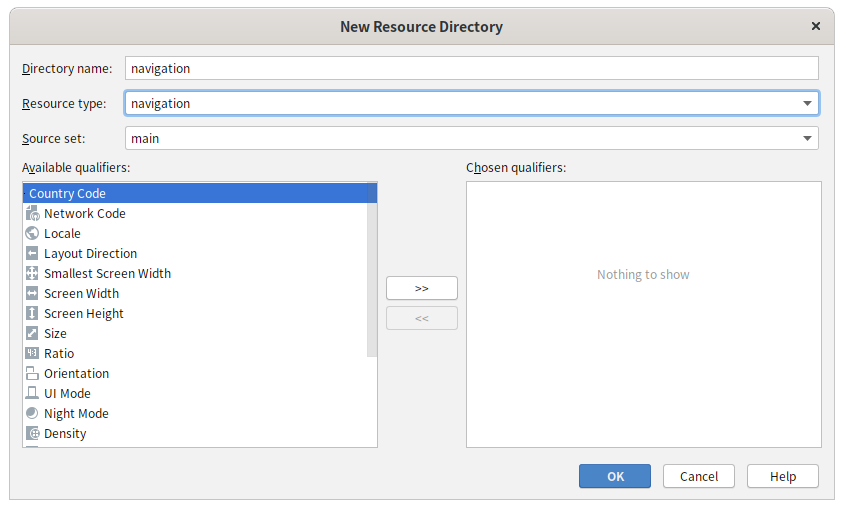 New Resource Directory
Directory name: navigation
Resource type: navigation
Source set: main
Available qualifiers:
Chosen qualifiers:
Country Code
Network Code
Locale
Layout Direction
Smallest Screen Width
Screen Width
Screen Height
Size
Ratio
Orientation
UI Mode
Night Mode
Density
>>
<<
Nothing to show
OK
Cancel
Help